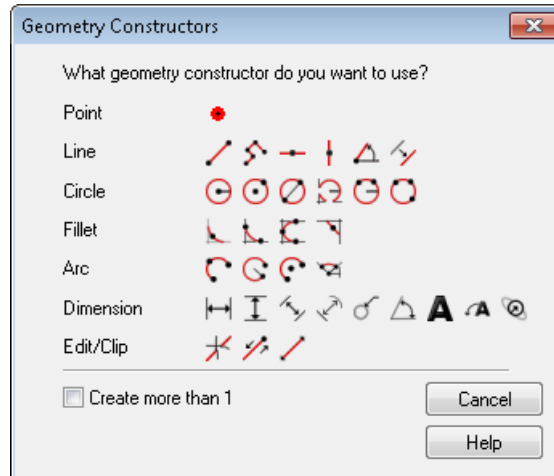 Geometry Constructors
What geometry constructor do you want to use?
Point
Line
Circle
Fillet
Arc
Dimension A A
Edit/Clip
Create more than 1
Cancel
Help